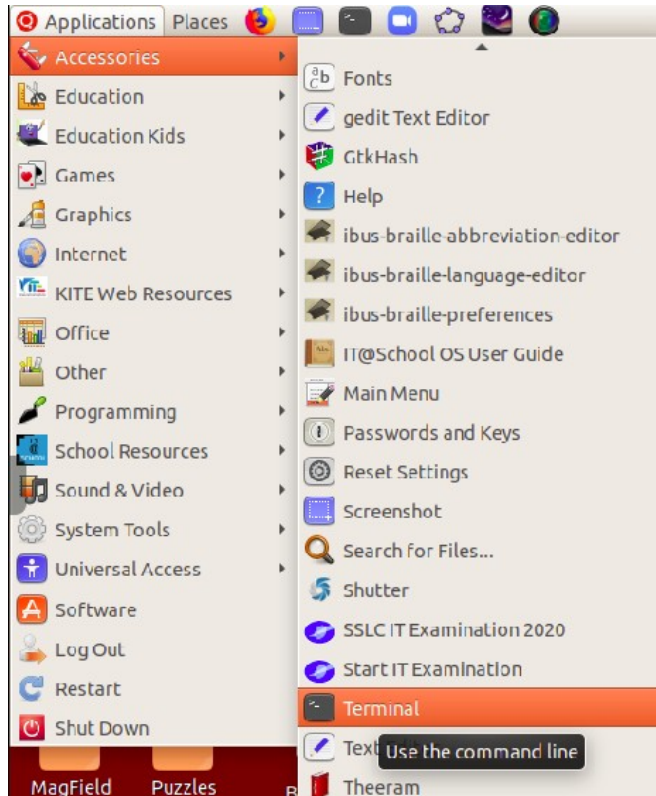 Applications Places
Accessories
Education
Education Kids
Games
Graphics
Internet
KITE Web Resources
Office
Other
Programming
School Resources
Sound & Video
System Tools
Universal Access
Software
Log Out
Restart
Shut Down
Fonts
gedit Text Editor
GtkHash
Help
ibus-braille-abbreviation-editor
ibus-braille-language-editor
ibus-braille-preferences
IT@School OS User Guide
Main Menu
Passwords and Keys
Reset Settings
Screenshot
Search for Files...
Shutter
SSLC IT Examination 2020
Start IT Examination
Terminal
Text
Use the command line
Theeram
MagField Puzzles